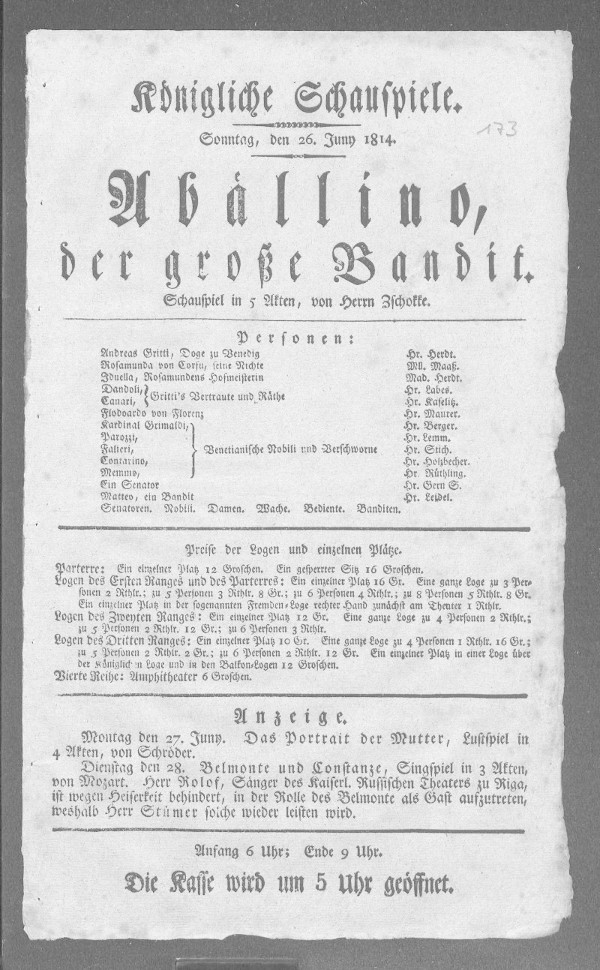 Königliche Schauspiele.
173
Sonntag, den 26. Juny 1814.
Abällino,
der große Bandit.
Schauspiel in 5 Akten, von Herrn Zschokke.
Personen:
Andreas Gritti, Doge zu Venedig Hr. Herdt.
Rosamunda von Corfu, seine Nichte Mll. Maaß.
Iduella, Rosamundens Hofmeisterin Mad. Herdt.
Dandoli, Hr. Labes.
Gritti's Vertraute und Räthe
Canari, Hr. Kaselitz.
Flodoardo von Florenz Hr. Maurer.
Kardinal Grimaldi, Hr. Berger.
Parozzi, Hr. Lemm.
Falieri, Venetianische Nobili und Verschworne Hr. Stich.
Contarino, Hr. Holzbecher.
Memmo, Hr. Rüthling.
Ein Senator Hr. Gern S.
Matteo, ein Bandit Hr. Leidel.
Senatoren. Nobili. Damen. Wache. Bediente. Banditen.
Preise der Logen und einzelnen Plätze.
Parterre: Ein einzelner Platz 12 Groschen. Ein gesperrter Sitz 16 Groschen.
Logen des Ersten Ranges und des Parterres: Ein einzelner Platz 16 Gr. Eine ganze Loge zu 3 Per-
sonen 2 Rthlr.; zu 5 Personen 3 Rthlr. 8 Gr.; zu 6 Personen 4 Rthlr.; zu 8 Personen 5 Rthlr. 8 Gr.
Ein einzelner Platz in der sogenannten Fremden-Loge rechter Hand zunächst am Theater 1 Rthlr.
Logen des Zweyten Ranges: Ein einzelner Platz 12 Gr. Eine ganze Loge zu 4 Personen 2 Rthlr.;
zu 5 Personen 2 Rthlr. 12 Gr.; zu 6 Personen 3 Rthlr.
Logen des Dritten Ranges: Ein einzelner Platz 10 Gr. Eine ganze Loge zu 4 Personen 1 Rthlr. 16 Gr.;
zu 5 Personen 2 Rthlr. 2 Gr.; zu 6 Personen 2 Rthlr. 12 Gr. Ein einzelner Platz in einer Loge über
der Königlichen Loge und in den Balkon-Logen 12 Groschen.
Vierte Reihe: Amphitheater 6 Groschen.
Anzeige.
Montag den 27. Juny. Das Portrait der Mutter, Lustspiel in
4 Akten, von Schröder.
Dienstag den 28. Belmonte und Constanze, Singspiel in 3 Akten,
von Mozart. Herr Rolof, Sänger des Kaiserl. Russischen Theaters zu Riga,
ist wegen Heiserkeit behindert, in der Rolle des Belmonte als Gast aufzutreten,
weshalb Herr Stümer solche wieder leisten wird.
Anfang 6 Uhr; Ende 9 Uhr.
Die Kasse wird um 5 Uhr geöffnet.